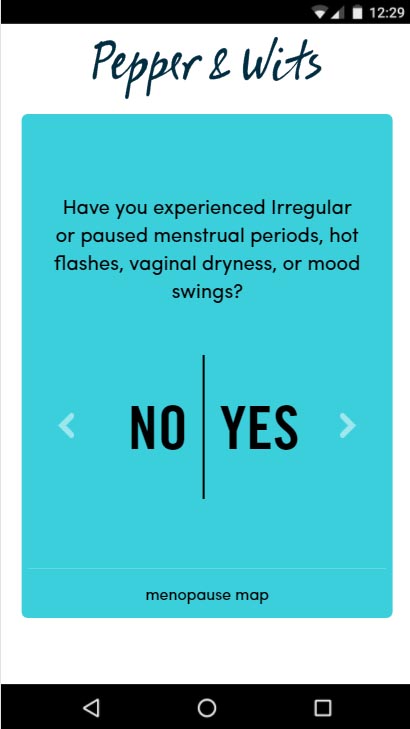 12:29
Pepper & Wits
Have you experienced Irregular
or paused menstrual periods, hot
flashes, vaginal dryness, or mood
swings?
NO YES
menopause map